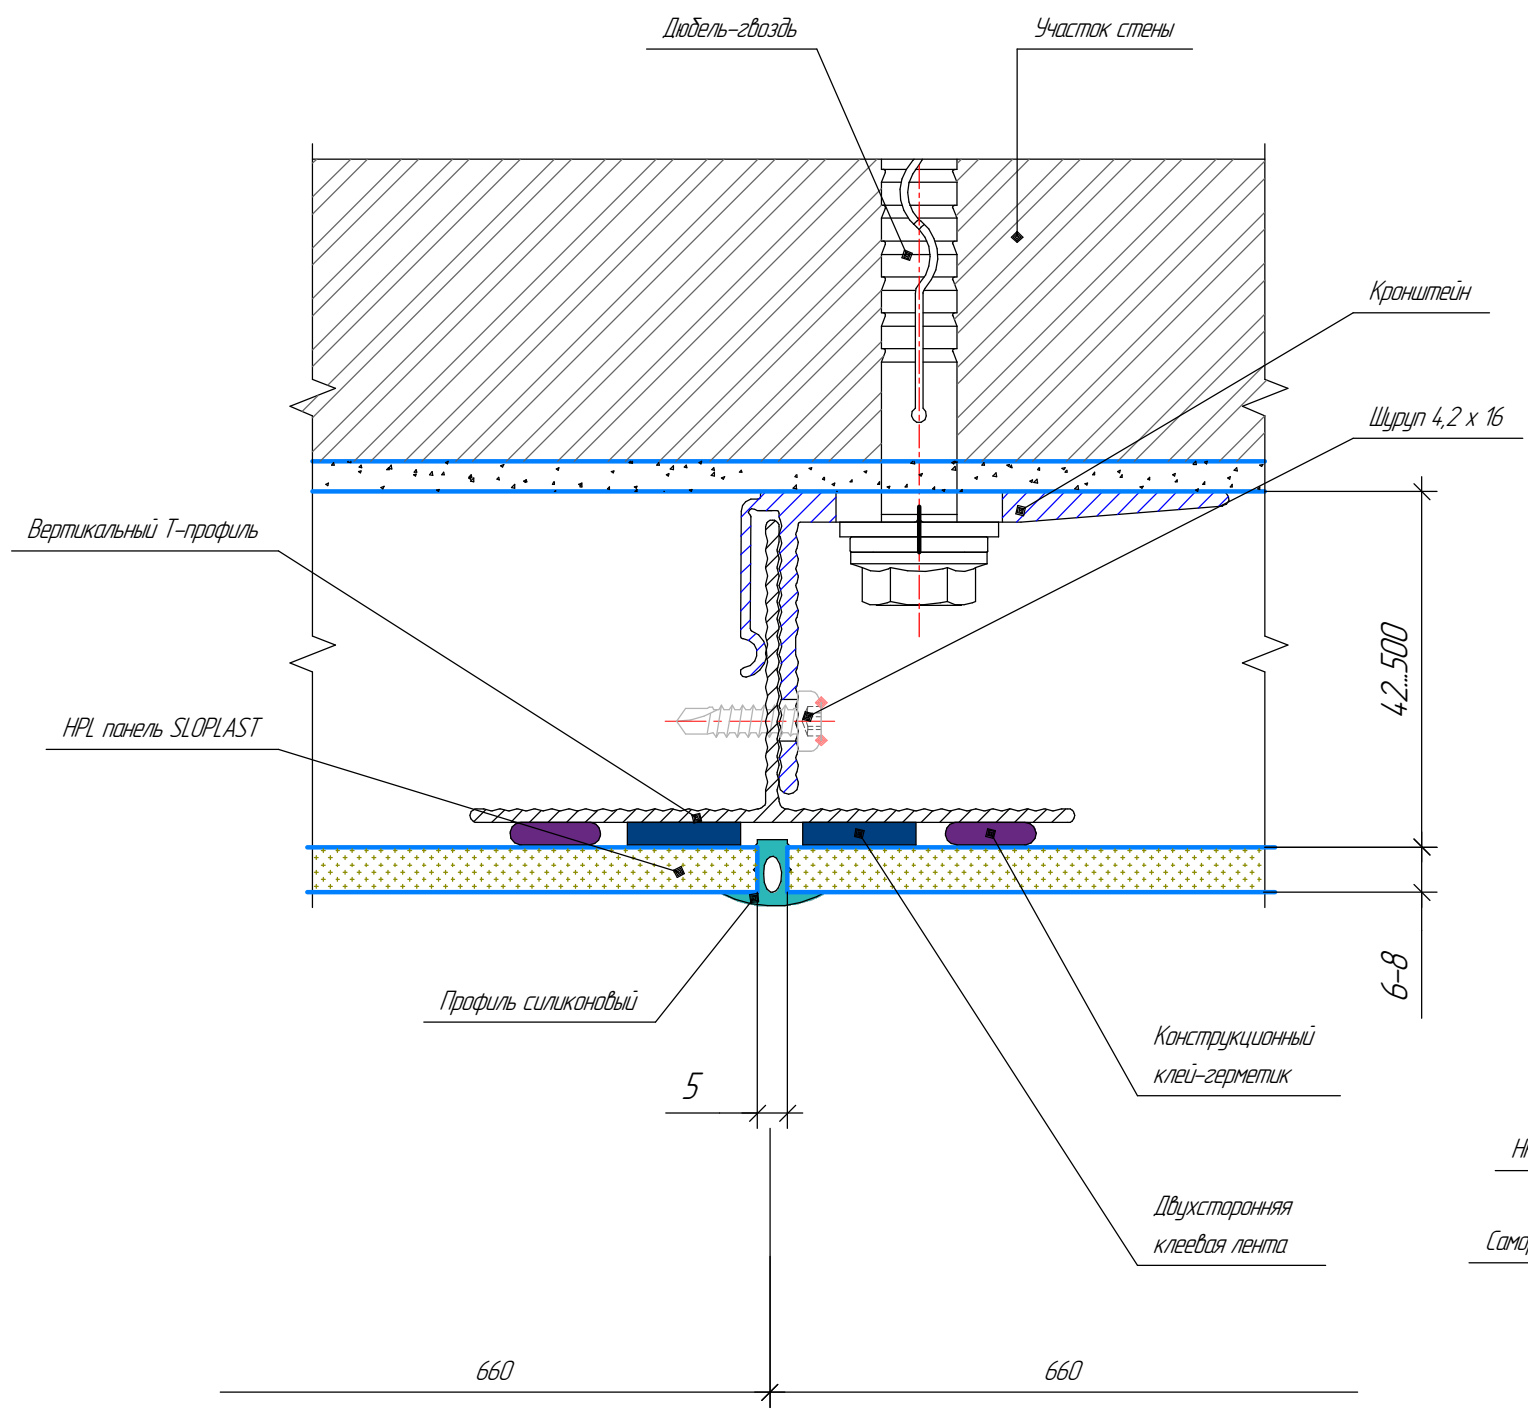 Дюбель-гвоздь
Участок стены
Кронштейн
Шуруп 4,2 х 16
Вертикальный Т-профиль
HPL панель SLOPLAST
42...500
6-8
Профиль силиконовый
5
Конструкционный
клей-герметик
Двухсторонняя
клеевая лента
660
660